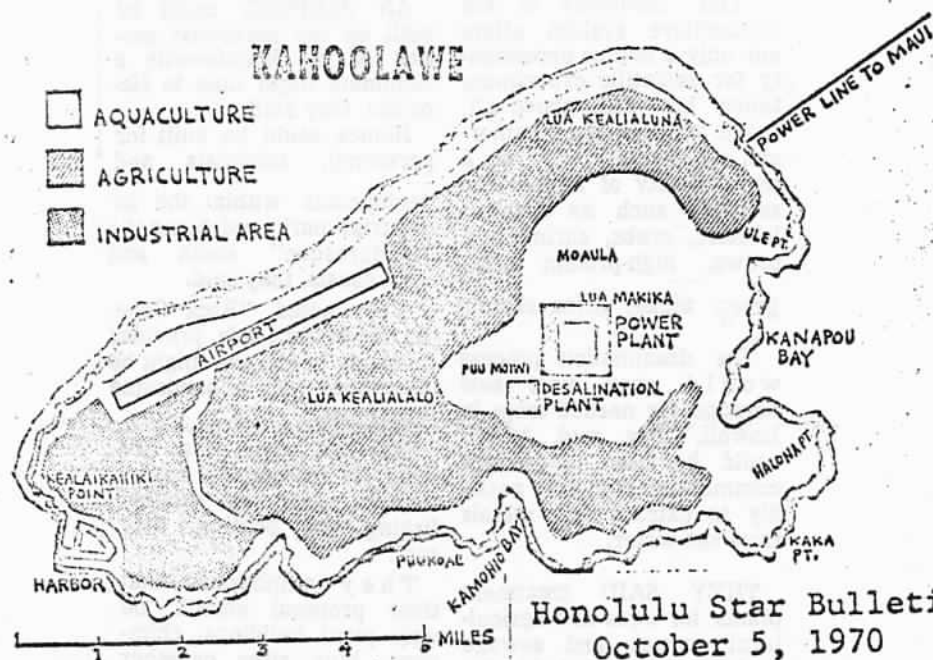 KAHOOLAWE
AQUACULTURE
AGRICULTURE
INDUSTRIAL AREA
POWER LINE TO MAUI
LUA KEALIALUNA
ULE PT.
MOAULA
LUA MAKIKA
POWER
PLANT
KANAPOU
BAY
AIRPORT
PUU MOIWI
DESALINATION
PLANT
LUA KEALIALALO
HALONA PT.
KEALAIKAHIKI
POINT
KAKA
PT.
PUUKOAE
KAMOHIO BAY
HARBOR
MILES
1 2 3 4 5 6
Honolulu Star Bulleti
October 5, 1970